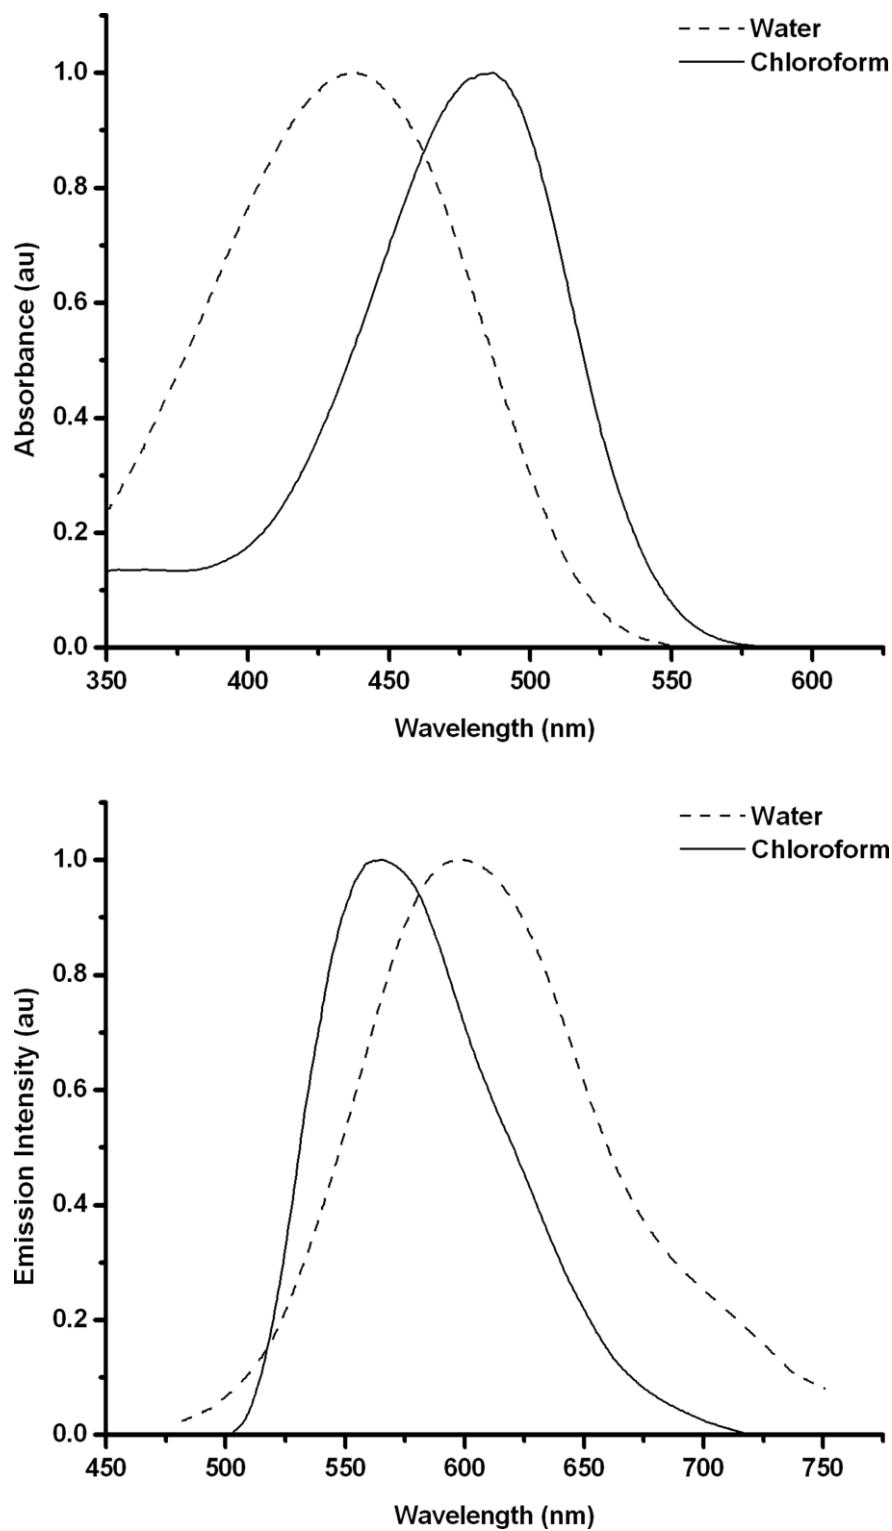 Water
Chloroform
1.0
0.8
0.6
0.4
0.2
0.0
Absorbance (au)
350 400 450 500 550 600
Wavelength (nm)
Water
Chloroform
1.0
0.8
0.6
0.4
0.2
0.0
Emission Intensity (au)
450 500 550 600 650 700 750
Wavelength (nm)